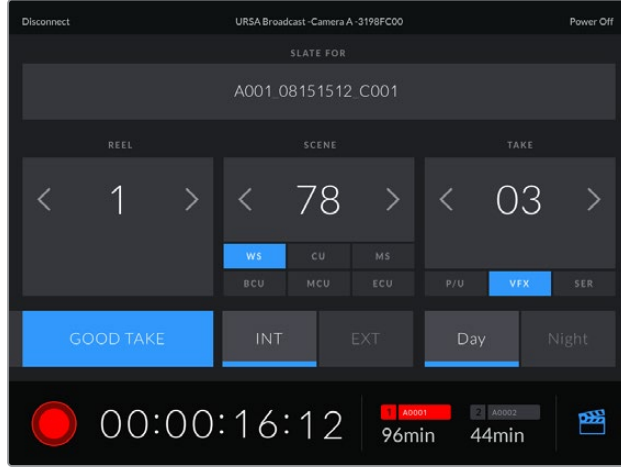 Disconnect URSA Broadcast -Camera A -3198FC00 Power Off
SLATE FOR
A001_08151512_C001
REEL SCENE TAKE
< 1 > < 78 > < 03 >
WS CU MS
BCU MCU ECU P/U VFX SER
GOOD TAKE INT EXT Day Night
00:00:16:12
1 A0001 2 A0002
96min 44min